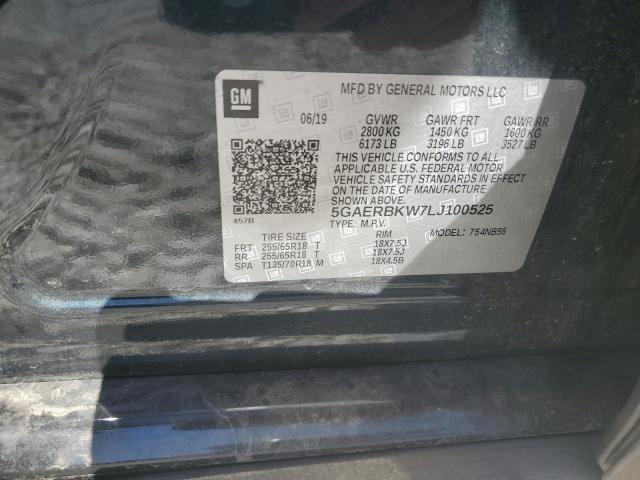 GM
MFD BY GENERAL MOTORS LLC
06/19 GVWR GAWR FRT GAWR RR
2800 KG 1450 KG 1600 KG
6173 LB 3196 LB 3527 LB
THIS VEHICLE CONFORMS TO ALL
APPLICABLE U.S. FEDERAL MOTOR
VEHICLE SAFETY STANDARDS IN EFFECT
ON THE DATE OF MANUFACTURE
SHOWN ABOVE.
5GAERBKW7LJ100525
457B
TYPE: M.P.V. MODEL: 754NB56
TIRE SIZE RIM
FRT 255/65R18 T 18X7.5J
RR 255/65R18 T 18X7.5J
SPA T135/70R18 M 18X4.5B